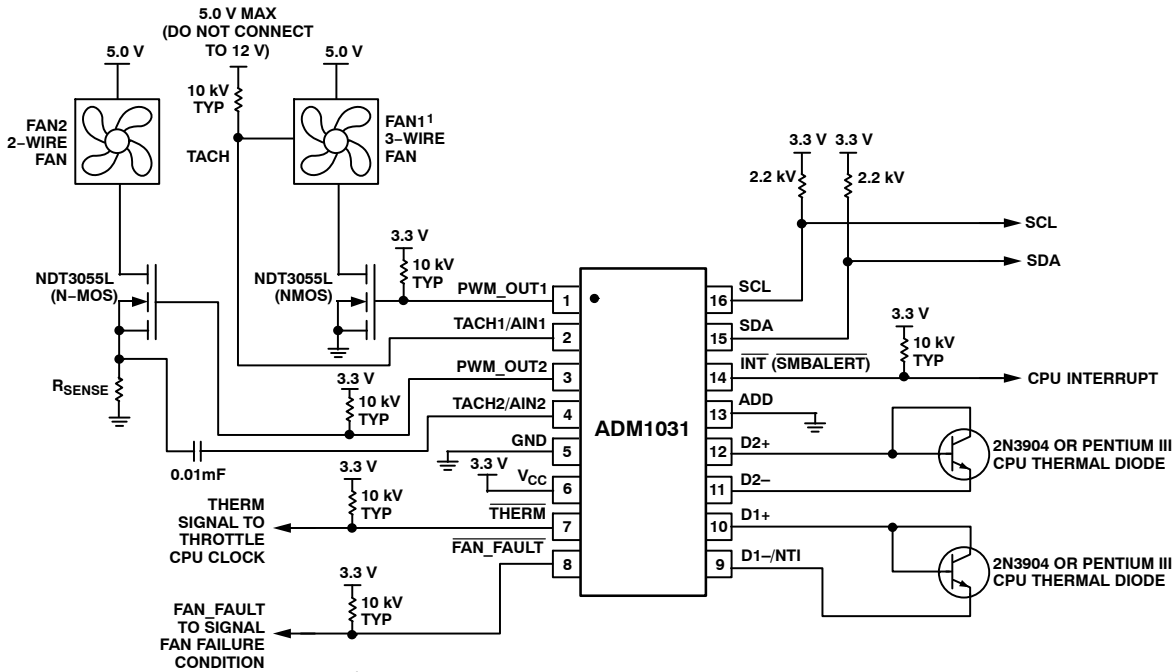 5.0 V MAX
(DO NOT CONNECT
TO 12 V)
5.0 V
5.0 V
10 kV
TYP
FAN2
2–WIRE
FAN
TACH
FAN1¹
3–WIRE
FAN
3.3 V
3.3 V
2.2 kV
2.2 kV
SCL
SDA
NDT3055L
(N–MOS)
NDT3055L
(NMOS)
3.3 V
10 kV
TYP
RSENSE
0.01mF
3.3 V
10 kV
TYP
PWM_OUT1
1
TACH1/AIN1
2
PWM_OUT2
3
TACH2/AIN2
4
GND
5
3.3 V
VCC
6
THERM
7
FAN_FAULT
8
ADM1031
SCL
16
SDA
15
INT (SMBALERT)
14
ADD
13
D2+
12
D2–
11
D1+
10
D1–/NTI
9
3.3 V
10 kV
TYP
CPU INTERRUPT
2N3904 OR PENTIUM III
CPU THERMAL DIODE
2N3904 OR PENTIUM III
CPU THERMAL DIODE
3.3 V
10 kV
TYP
THERM
SIGNAL TO
THROTTLE
CPU CLOCK
3.3 V
10 kV
TYP
FAN_FAULT
TO SIGNAL
FAN FAILURE
CONDITION